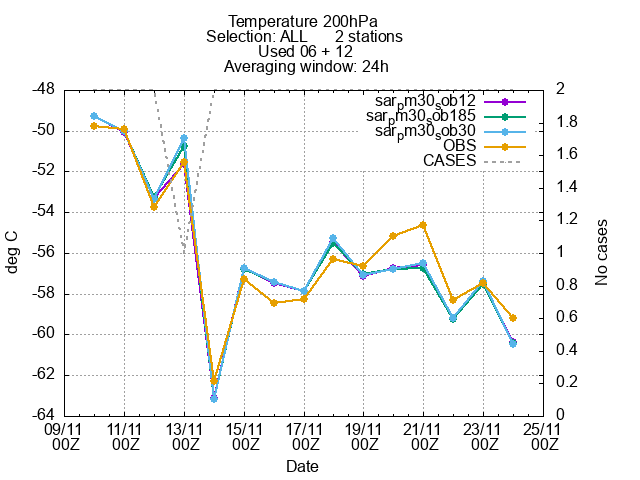 Temperature 200hPa
Selection: ALL 2 stations
Used 06 + 12
Averaging window: 24h
sarpm30sob12
sarpm30sob185
sarpm30sob30
OBS
CASES
-48
-50
-52
-54
-56
-58
-60
-62
-64
deg C
2
1.8
1.6
1.4
1.2
1
0.8
0.6
0.4
0.2
0
No cases
09/11 11/11 13/11 15/11 17/11 19/11 21/11 23/11 25/11
00Z 00Z 00Z 00Z 00Z 00Z 00Z 00Z 00Z
Date